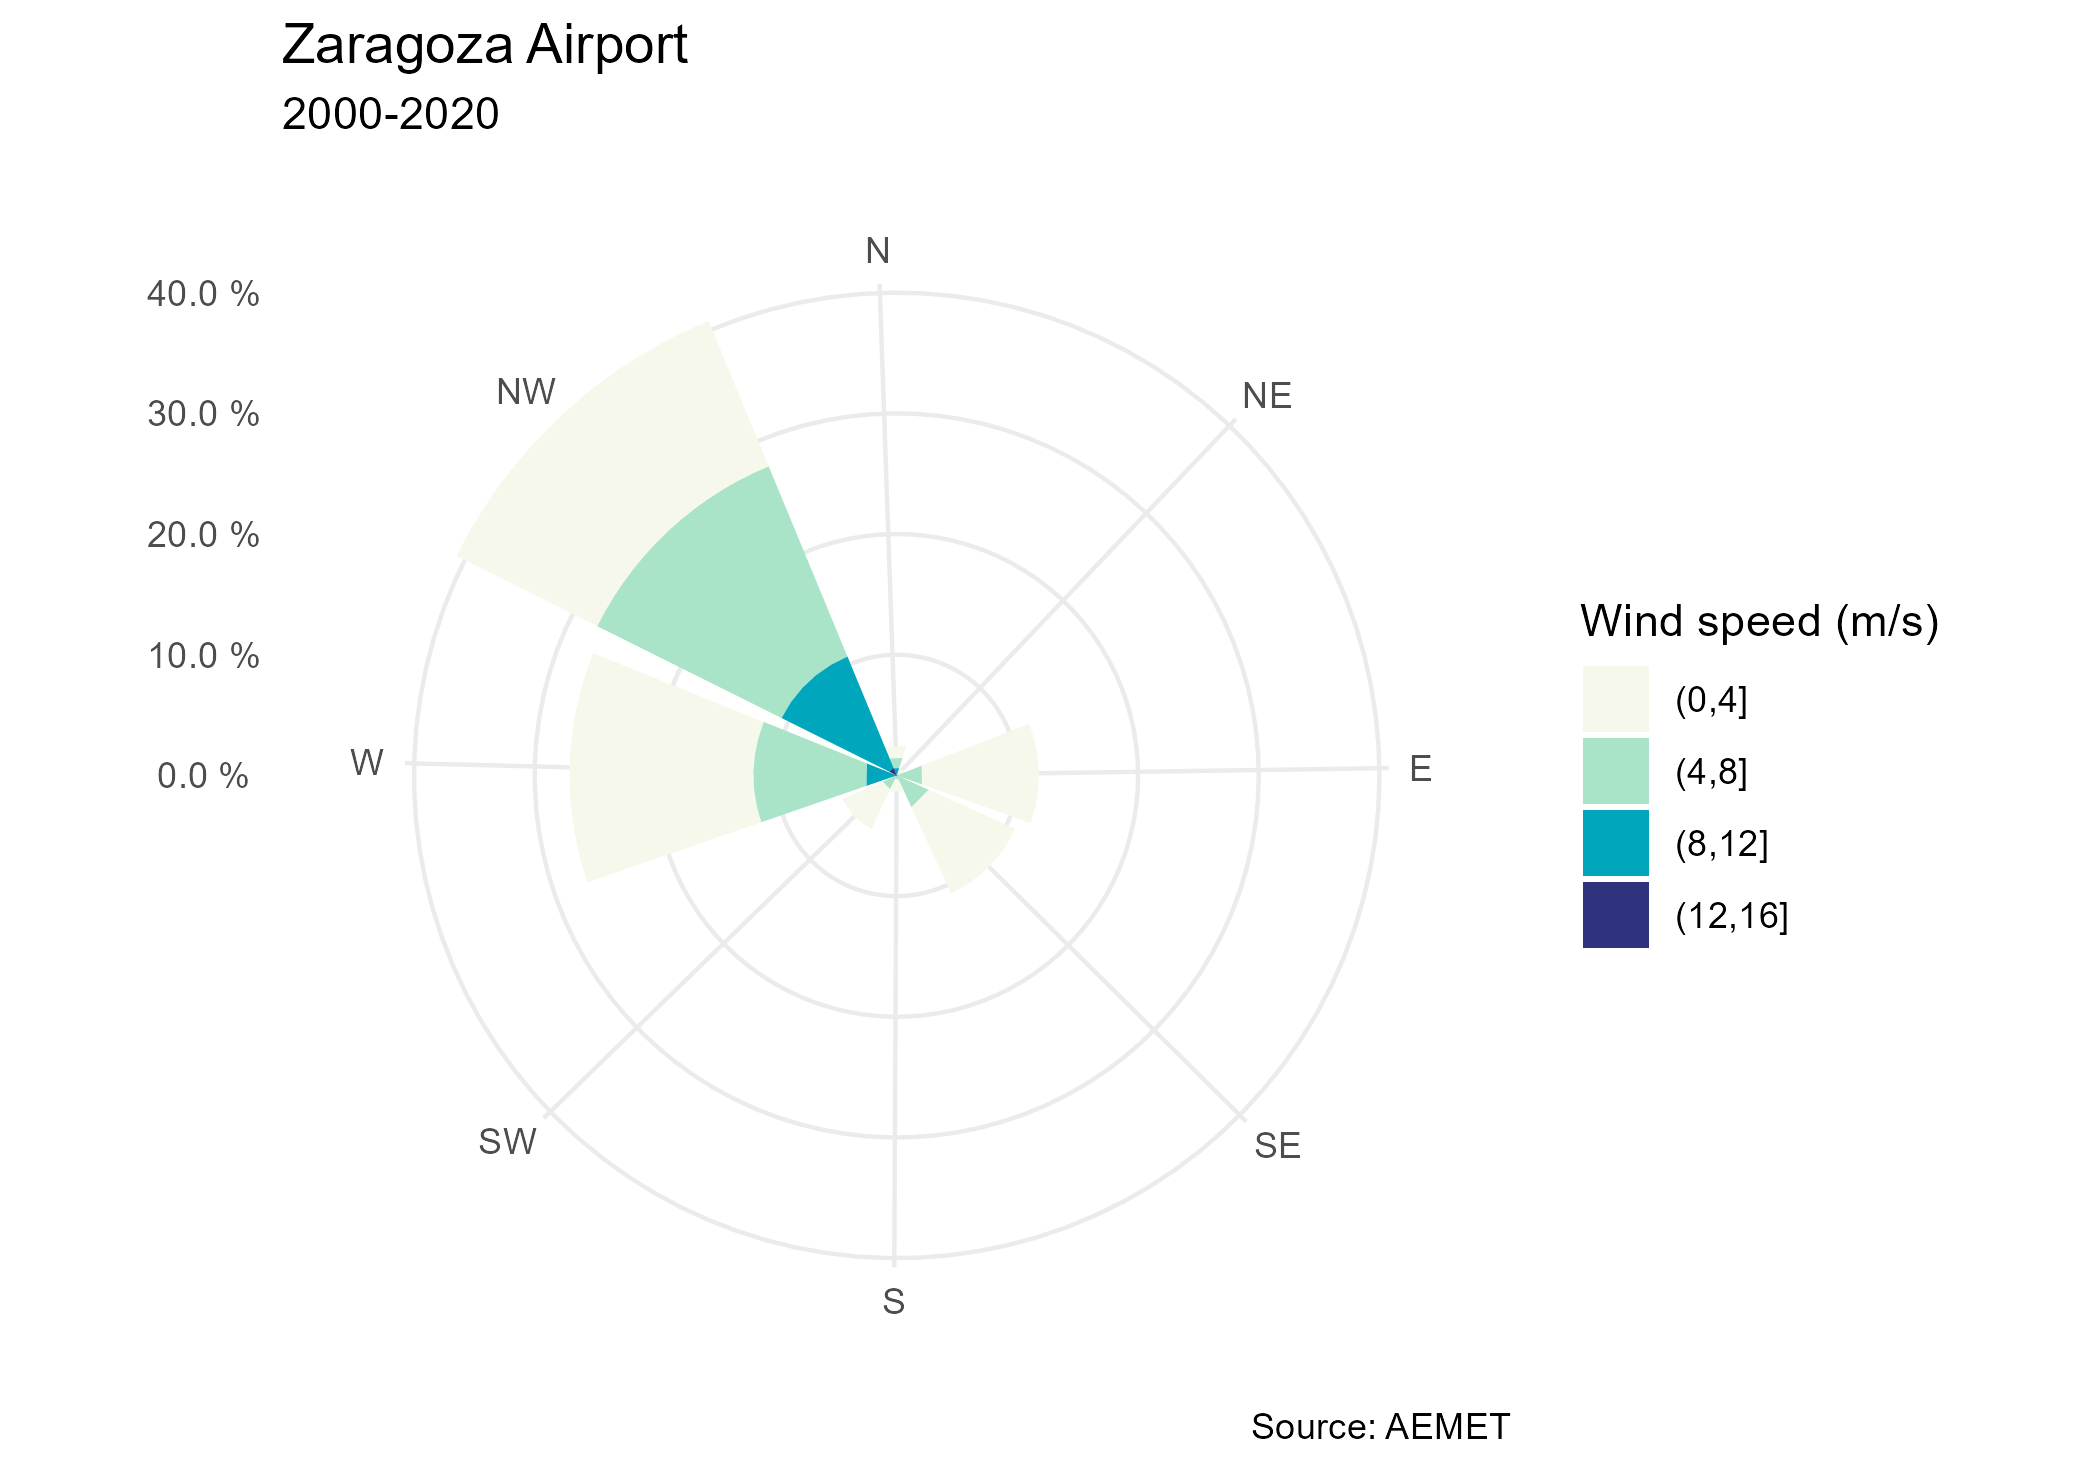 Zaragoza Airport
2000-2020
N
40.0 %
NW
NE
30.0 %
20.0 %
10.0 %
W
0.0 %
E
SW
SE
S
Wind speed (m/s)
(0,4]
(4,8]
(8,12]
(12,16]
Source: AEMET